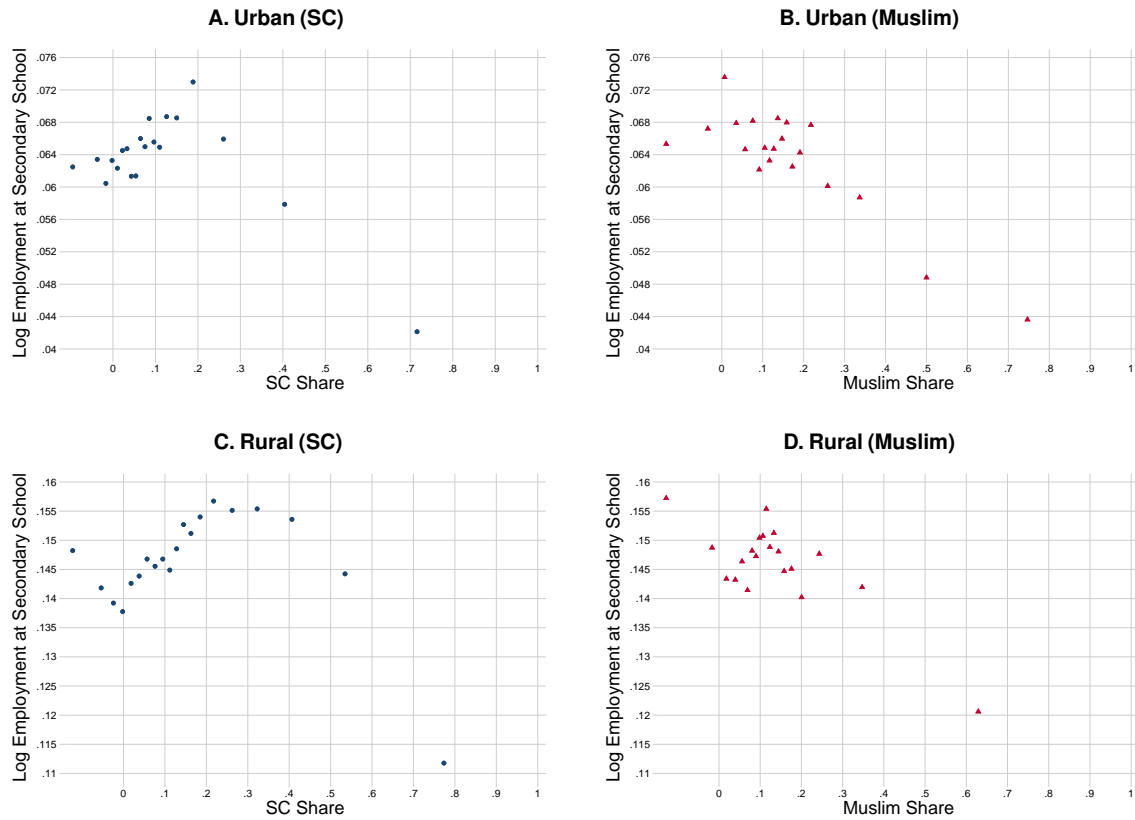 A. Urban (SC)
Log Employment at Secondary School
.076
.072
.068
.064
.06
.056
.052
.048
.044
.04
0 .1 .2 .3 .4 .5 .6 .7 .8 .9 1
SC Share
B. Urban (Muslim)
Log Employment at Secondary School
.076
.072
.068
.064
.06
.056
.052
.048
.044
.04
0 .1 .2 .3 .4 .5 .6 .7 .8 .9 1
Muslim Share
C. Rural (SC)
Log Employment at Secondary School
.16
.155
.15
.145
.14
.135
.13
.125
.12
.115
.11
0 .1 .2 .3 .4 .5 .6 .7 .8 .9 1
SC Share
D. Rural (Muslim)
Log Employment at Secondary School
.16
.155
.15
.145
.14
.135
.13
.125
.12
.115
.11
0 .1 .2 .3 .4 .5 .6 .7 .8 .9 1
Muslim Share